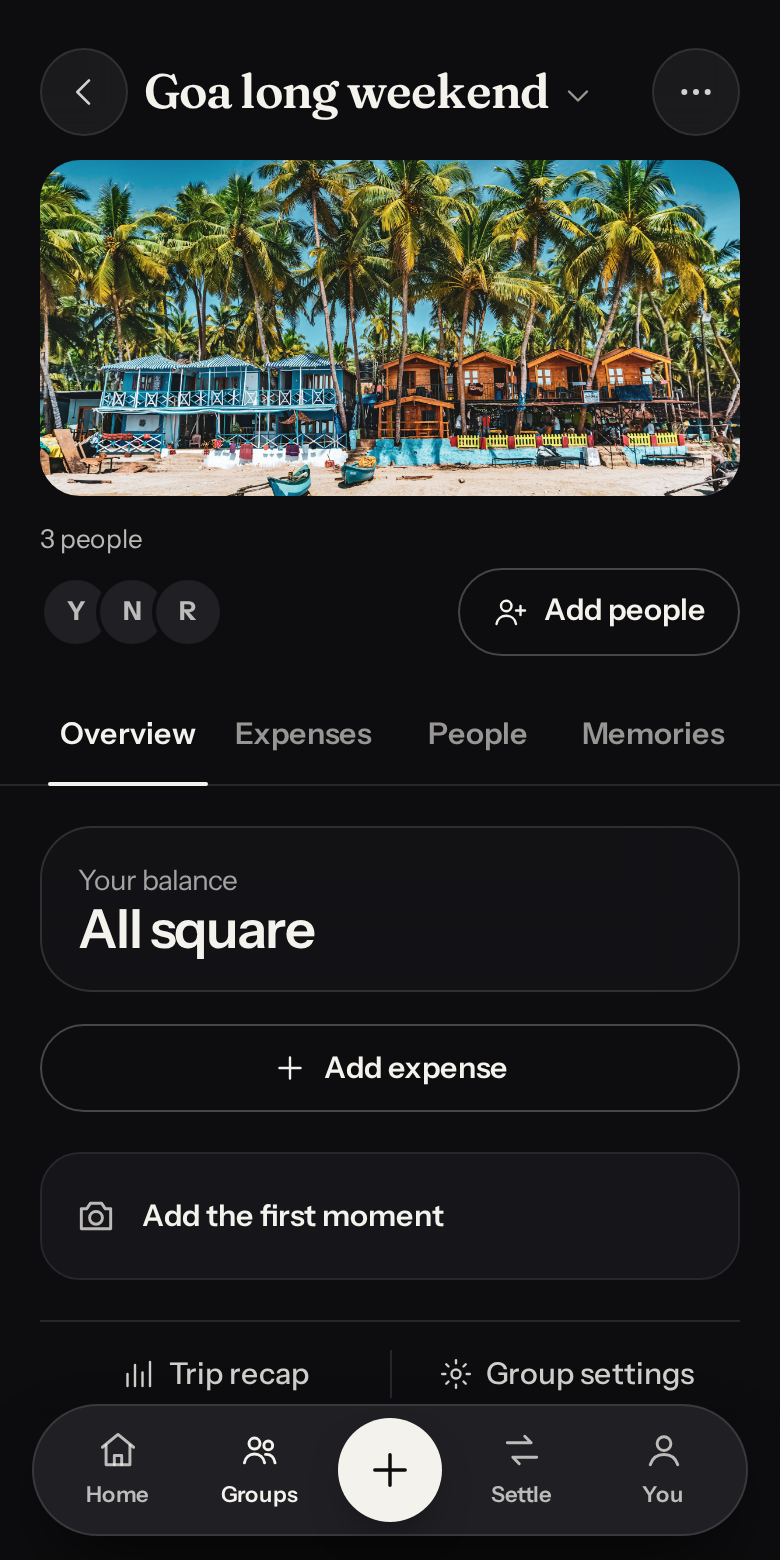 Goa long weekend
3 people
Y N R
Add people
Overview Expenses People Memories
Your balance
All square
Add expense
Add the first moment
Trip recap Group settings
Home Groups Settle You